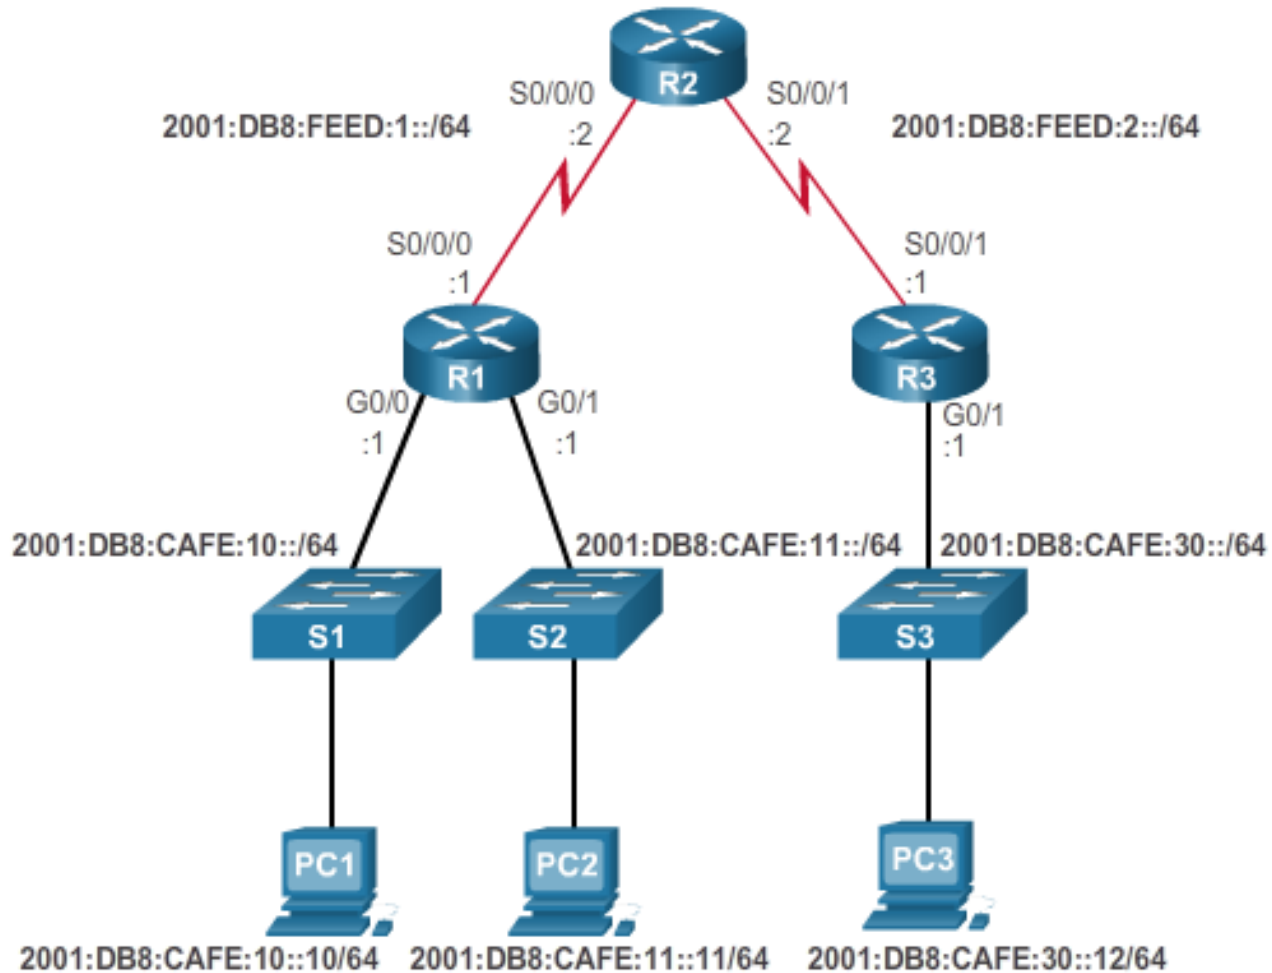 R2
S0/0/0
S0/0/1
2001:DB8:FEED:1::/64
:2
:2
2001:DB8:FEED:2::/64
S0/0/0
:1
S0/0/1
:1
R1
R3
G0/0
:1
G0/1
:1
G0/1
:1
2001:DB8:CAFE:10::/64
2001:DB8:CAFE:11::/64
2001:DB8:CAFE:30::/64
S1
S2
S3
PC1
PC2
PC3
2001:DB8:CAFE:10::10/64
2001:DB8:CAFE:11::11/64
2001:DB8:CAFE:30::12/64